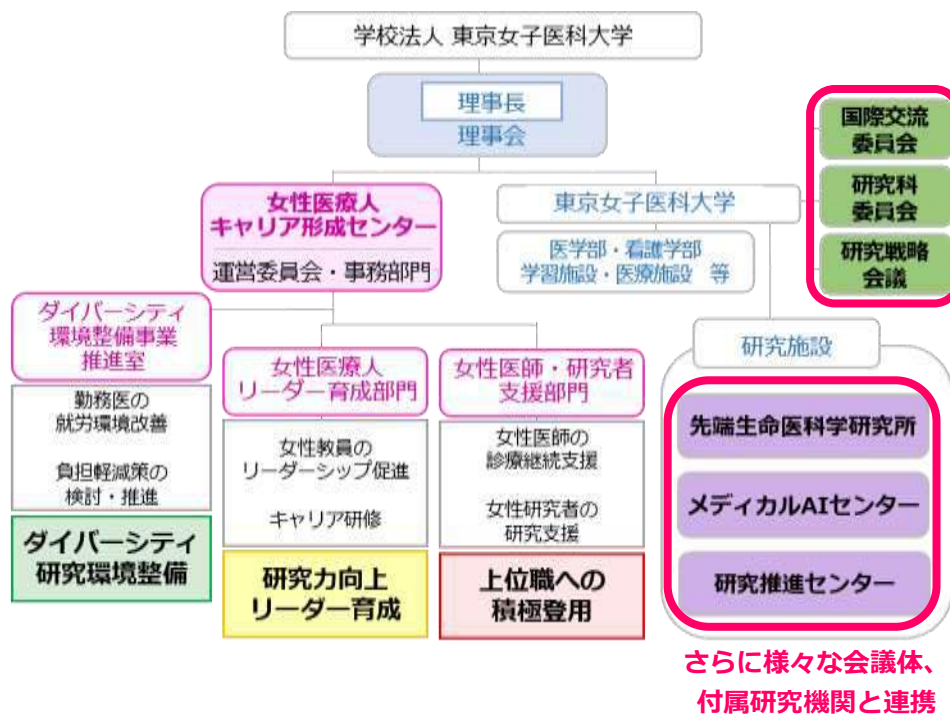 学校法人 東京女子医科大学
理事長
理事会
国際交流
委員会
研究科
委員会
研究戦略
会議
女性医療人
キャリア形成センター
運営委員会・事務部門
東京女子医科大学
医学部・看護学部
学習施設・医療施設 等
ダイバーシティ
環境整備事業
推進室
勤務医の
就労環境改善
負担軽減策の
検討・推進
ダイバーシティ
研究環境整備
女性医療人
リーダー育成部門
女性教員の
リーダーシップ促進
キャリア研修
研究力向上
リーダー育成
女性医師・研究者
支援部門
女性医師の
診療継続支援
女性研究者の
研究支援
上位職への
積極登用
研究施設
先端生命医科学研究所
メディカルAIセンター
研究推進センター
さらに様々な会議体、
付属研究機関と連携